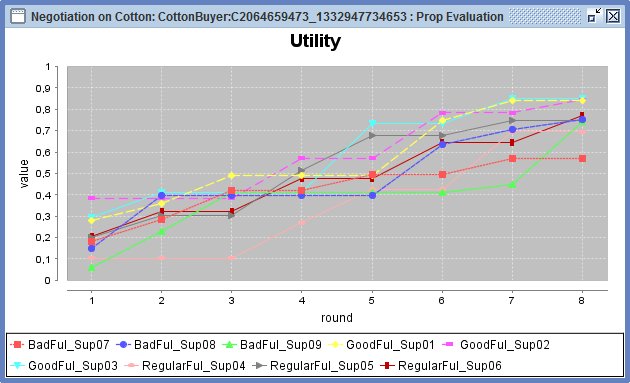 Negotiation on Cotton: CottonBuyer:C2064659473_1332947734653 : Prop Evaluation
Utility
1
0,9
0,8
0,7
0,6
0,5
0,4
0,3
0,2
0,1
0
value
1 2 3 4 5 6 7 8
round
BadFul_Sup07 BadFul_Sup08 BadFul_Sup09 GoodFul_Sup01 GoodFul_Sup02
GoodFul_Sup03 RegularFul_Sup04 RegularFul_Sup05 RegularFul_Sup06